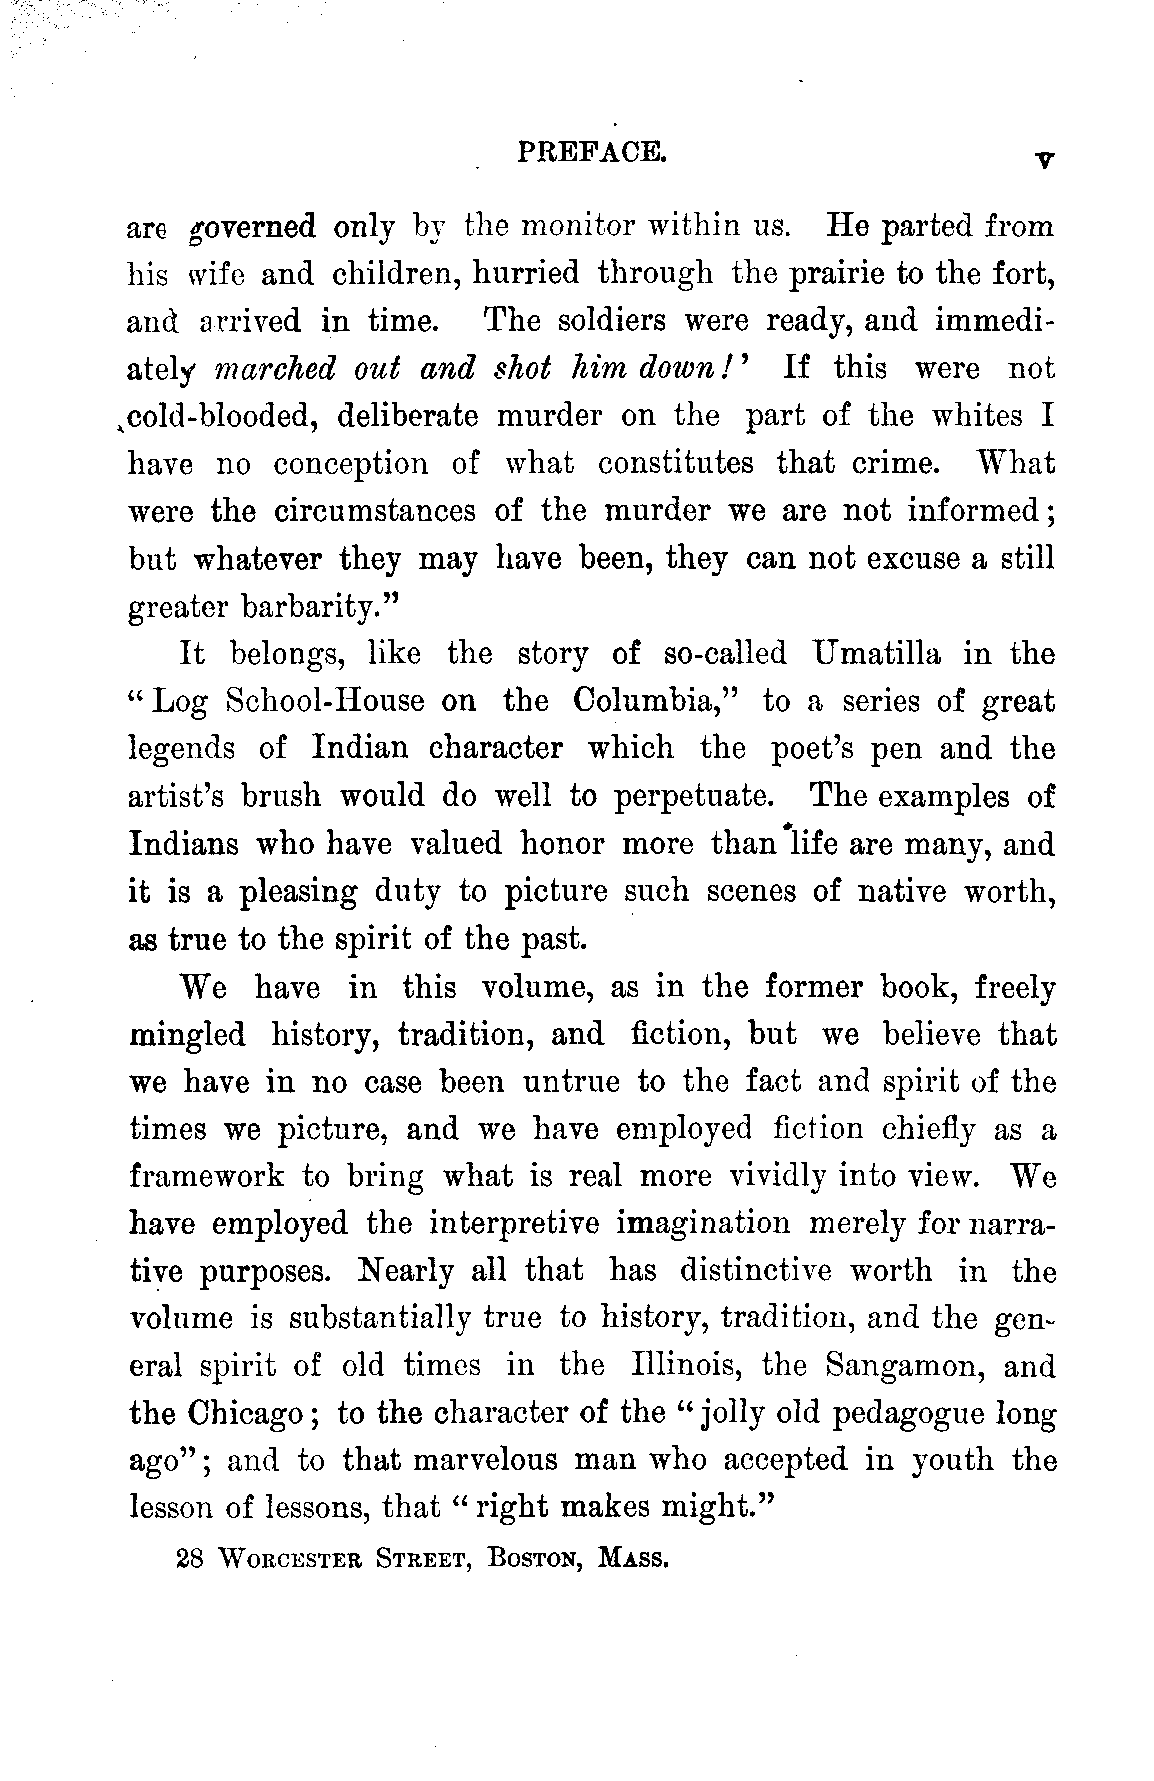 PREFACE. v
are governed only by the monitor within us. He parted from
his wife and children, hurried through the prairie to the fort,
and arrived in time. The soldiers were ready, and immedi-
ately marched out and shot him down!’ If this were not
cold-blooded, deliberate murder on the part of the whites I
have no conception of what constitutes that crime. What
were the circumstances of the murder we are not informed;
but whatever they may have been, they can not excuse a still
greater barbarity.”
It belongs, like the story of so-called Umatilla in the
“Log School-House on the Columbia,” to a series of great
legends of Indian character which the poet’s pen and the
artist’s brush would do well to perpetuate. The examples of
Indians who have valued honor more than life are many, and
it is a pleasing duty to picture such scenes of native worth,
as true to the spirit of the past.
We have in this volume, as in the former book, freely
mingled history, tradition, and fiction, but we believe that
we have in no case been untrue to the fact and spirit of the
times we picture, and we have employed fiction chiefly as a
framework to bring what is real more vividly into view. We
have employed the interpretive imagination merely for narra-
tive purposes. Nearly all that has distinctive worth in the
volume is substantially true to history, tradition, and the gen-
eral spirit of old times in the Illinois, the Sangamon, and
the Chicago; to the character of the “jolly old pedagogue long
ago”; and to that marvelous man who accepted in youth the
lesson of lessons, that “right makes might.”
28 Worcester Street, Boston, Mass.